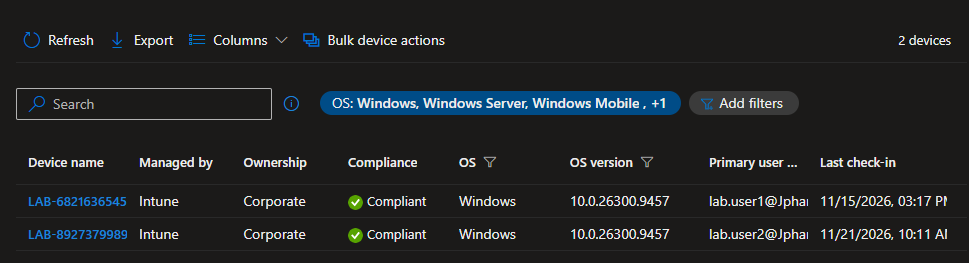 Refresh Export Columns Bulk device actions 2 devices
Search OS: Windows, Windows Server, Windows Mobile , +1 Add filters
Device name Managed by Ownership Compliance OS OS version Primary user ... Last check-in
LAB-6821636545 Intune Corporate Compliant Windows 10.0.26300.9457 lab.user1@Jphar 11/15/2026, 03:17 PM
LAB-8927379989 Intune Corporate Compliant Windows 10.0.26300.9457 lab.user2@Jphar 11/21/2026, 10:11 AM